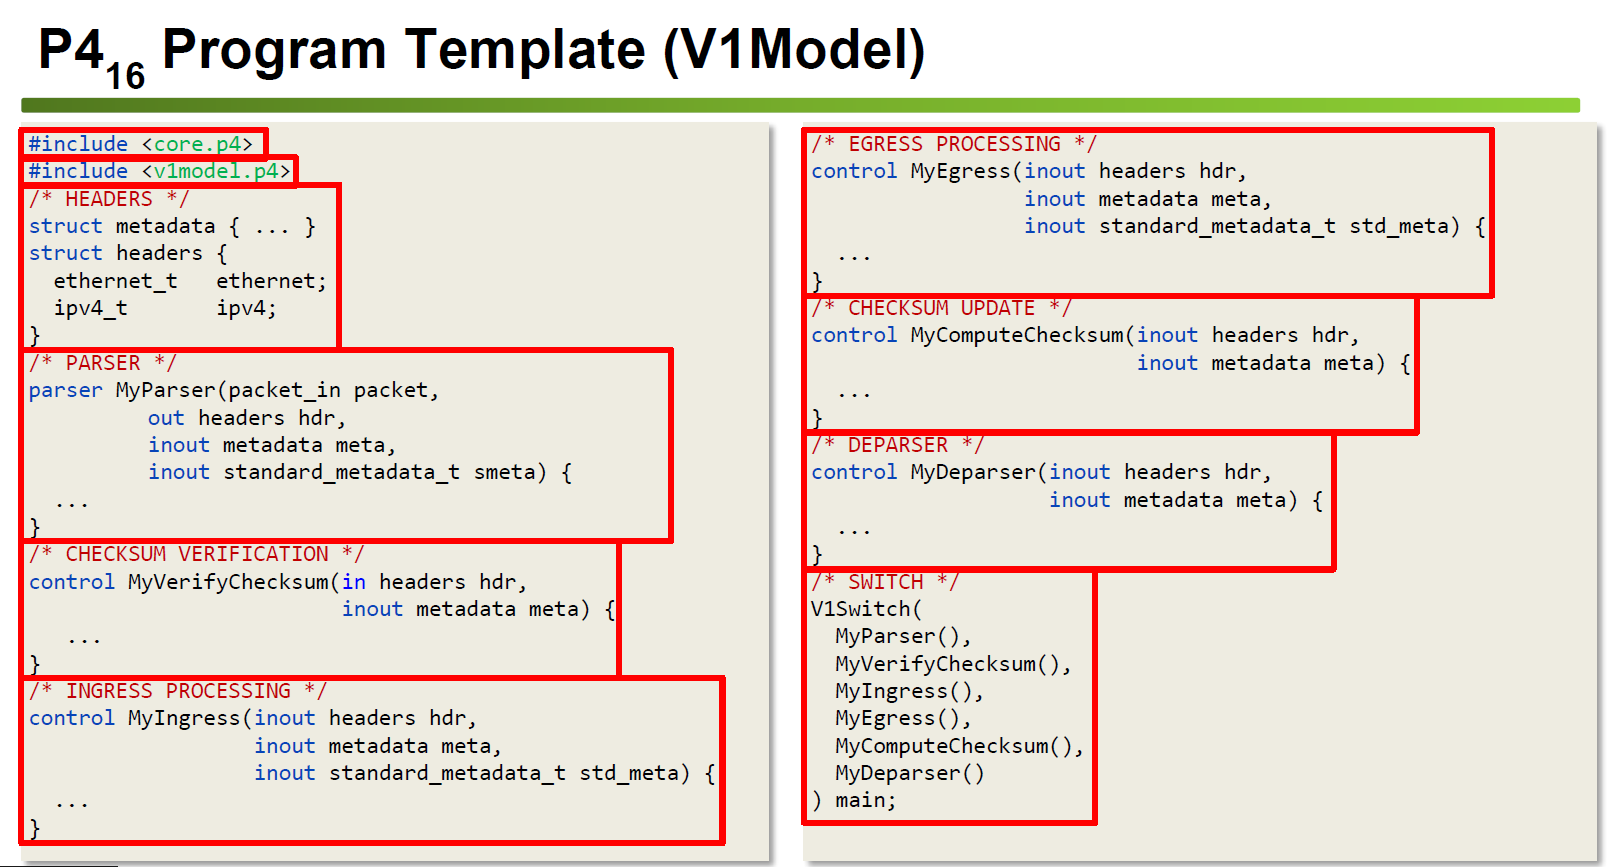 P4₁₆ Program Template (V1Model)
#include <core.p4>
#include <v1model.p4>
/* HEADERS */
struct metadata { ... }
struct headers {
  ethernet_t   ethernet;
  ipv4_t       ipv4;
}
/* PARSER */
parser MyParser(packet_in packet,
          out headers hdr,
          inout metadata meta,
          inout standard_metadata_t smeta) {
  ...
}
/* CHECKSUM VERIFICATION */
control MyVerifyChecksum(in headers hdr,
                         inout metadata meta) {
   ...
}
/* INGRESS PROCESSING */
control MyIngress(inout headers hdr,
                  inout metadata meta,
                  inout standard_metadata_t std_meta) {
  ...
}
/* EGRESS PROCESSING */
control MyEgress(inout headers hdr,
                 inout metadata meta,
                 inout standard_metadata_t std_meta) {
  ...
}
/* CHECKSUM UPDATE */
control MyComputeChecksum(inout headers hdr,
                          inout metadata meta) {
  ...
}
/* DEPARSER */
control MyDeparser(inout headers hdr,
                   inout metadata meta) {
  ...
}
/* SWITCH */
V1Switch(
  MyParser(),
  MyVerifyChecksum(),
  MyIngress(),
  MyEgress(),
  MyComputeChecksum(),
  MyDeparser()
) main;